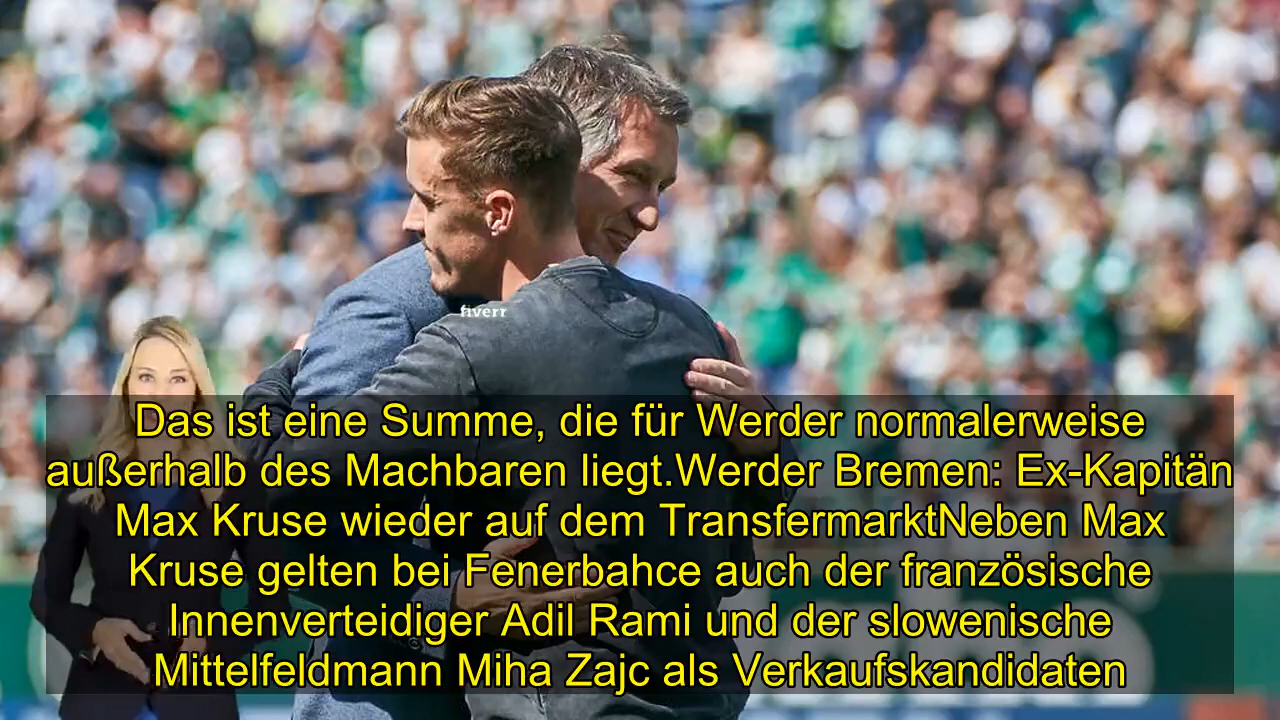 fiverr
Das ist eine Summe, die für Werder normalerweise
außerhalb des Machbaren liegt.Werder Bremen: Ex-Kapitän
Max Kruse wieder auf dem TransfermarktNeben Max
Kruse gelten bei Fenerbahce auch der französische
Innenverteidiger Adil Rami und der slowenische
Mittelfeldmann Miha Zajc als Verkaufskandidaten